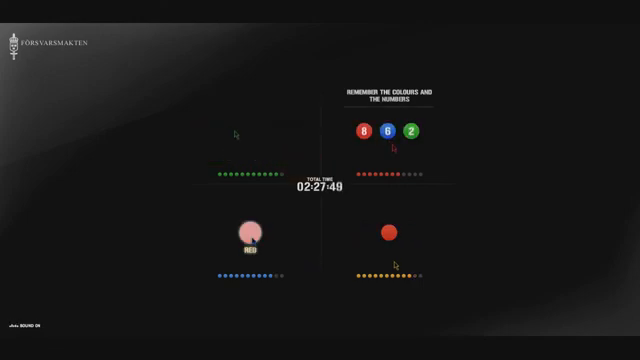 FÖRSVARSMAKTEN
REMEMBER THE COLOURS AND
THE NUMBERS
8 6 2
TOTAL TIME
02:27:49
RED
SOUND ON